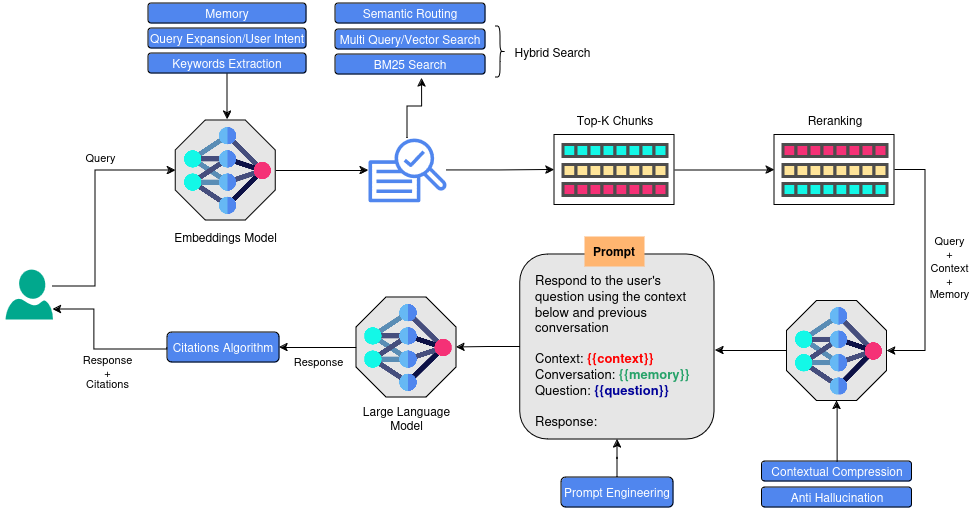 Memory
Query Expansion/User Intent
Keywords Extraction
Semantic Routing
Multi Query/Vector Search
BM25 Search
Hybrid Search
Query
Embeddings Model
Top-K Chunks
Reranking
Query
+
Context
+
Memory
Prompt
Respond to the user's
question using the context
below and previous
conversation
Context: {{context}}
Conversation: {{memory}}
Question: {{question}}
Response:
Citations Algorithm
Response
Response
+
Citations
Large Language
Model
Prompt Engineering
Contextual Compression
Anti Hallucination